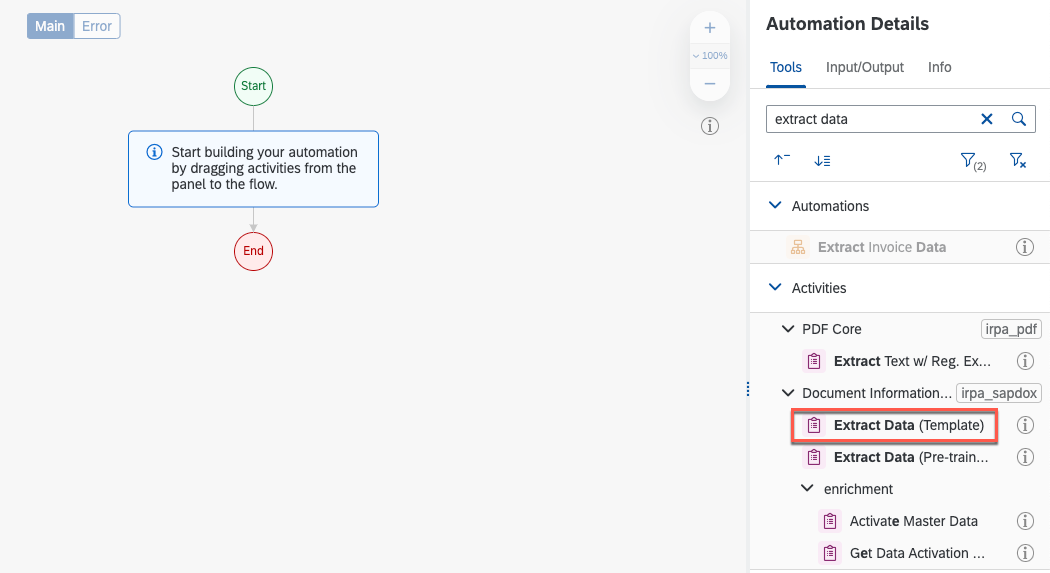 Main
Error
Start
Start building your automation
by dragging activities from the
panel to the flow.
End
100%
Automation Details
Tools
Input/Output
Info
extract data
(2)
Automations
Extract Invoice Data
Activities
PDF Core
irpa_pdf
Extract Text w/ Reg. Ex...
Document Information...
irpa_sapdox
Extract Data (Template)
Extract Data (Pre-train...
enrichment
Activate Master Data
Get Data Activation ...